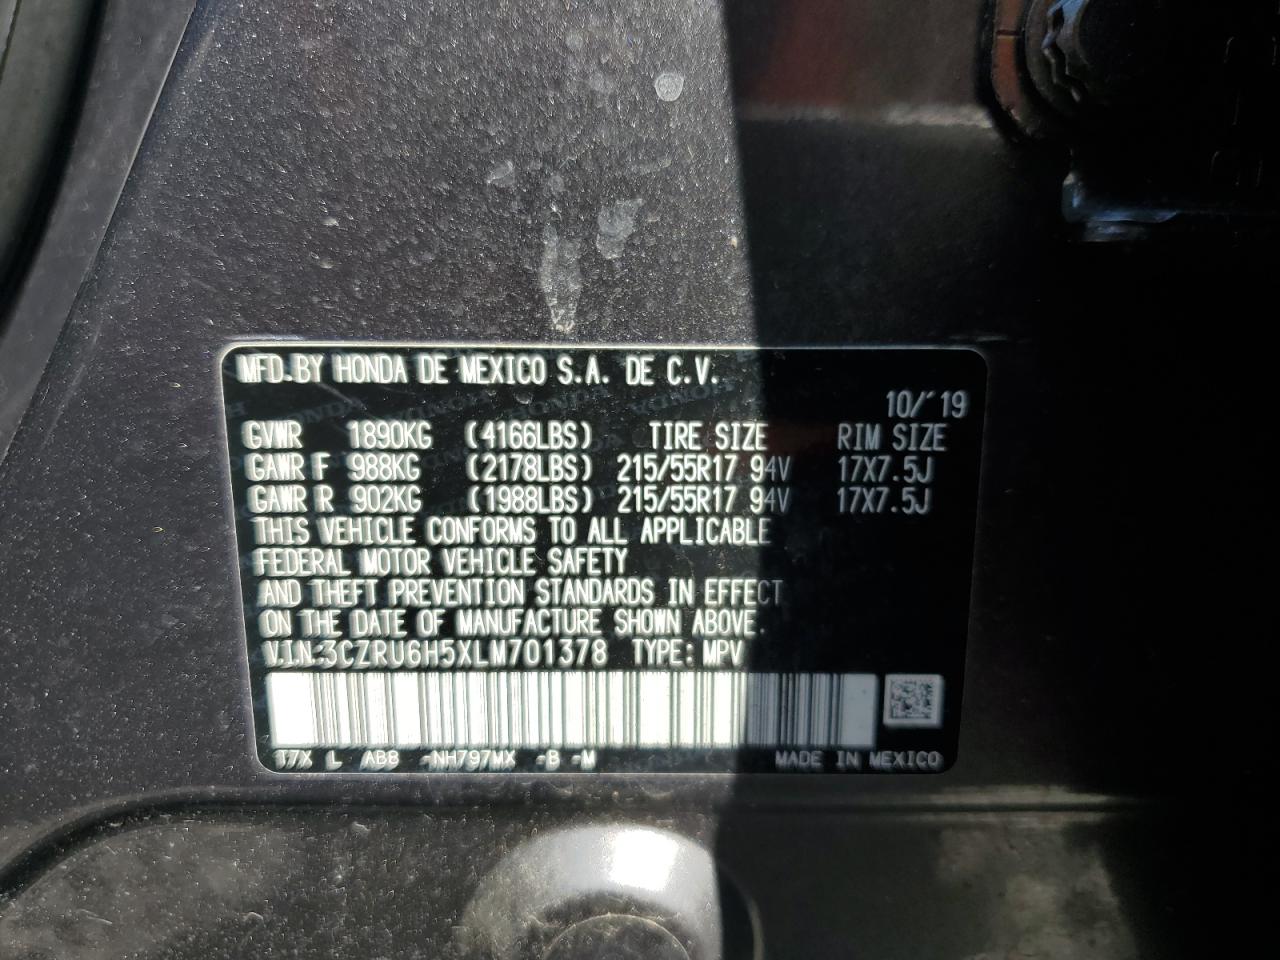 MFD.BY HONDA DE MEXICO S.A. DE C.V.
10/'19
GVWR 1890KG (4166LBS) TIRE SIZE RIM SIZE
GAWR F 988KG (2178LBS) 215/55R17 94V 17X7.5J
GAWR R 902KG (1988LBS) 215/55R17 94V 17X7.5J
THIS VEHICLE CONFORMS TO ALL APPLICABLE
FEDERAL MOTOR VEHICLE SAFETY
AND THEFT PREVENTION STANDARDS IN EFFECT
ON THE DATE OF MANUFACTURE SHOWN ABOVE.
V.I.N:3CZRU6H5XLM701378 TYPE: MPV
T7X L AB8 -NH797MX -B -M MADE IN MEXICO